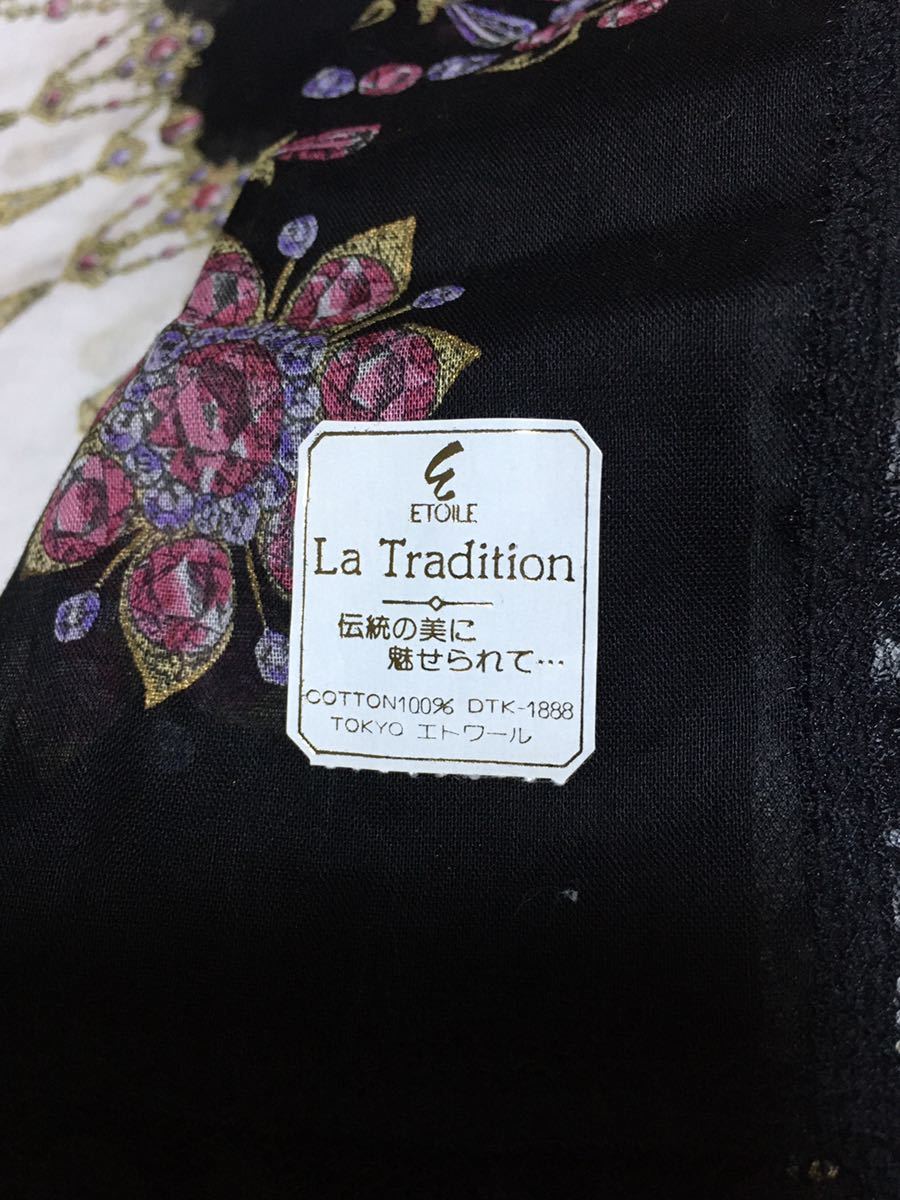 ETOILE
La Tradition
伝統の美に
魅せられて…
COTTON100% DTK-1888
TOKYO エトワール